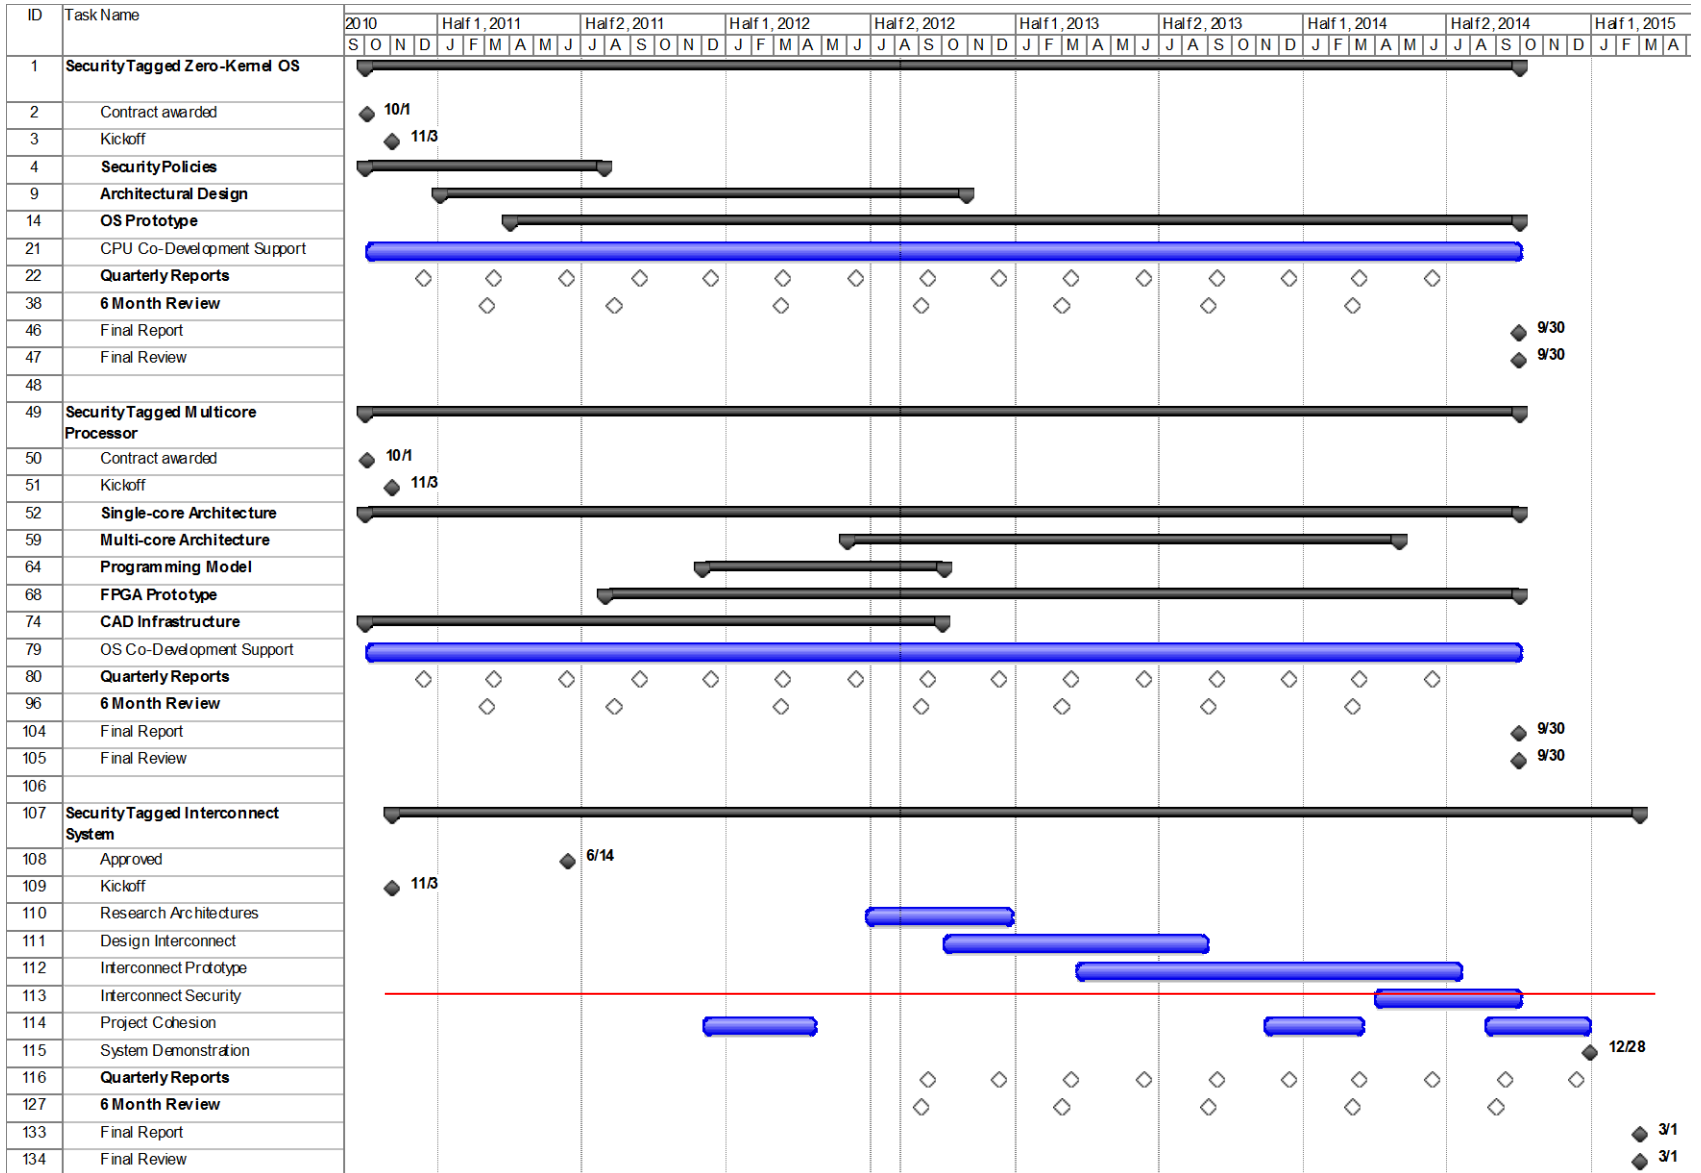 ID Task Name
2010 Half 1, 2011 Half 2, 2011 Half 1, 2012 Half 2, 2012 Half 1, 2013 Half 2, 2013 Half 1, 2014 Half 2, 2014 Half 1, 2015
S O N D J F M A M J J A S O N D J F M A M J J A S O N D J F M A M J J A S O N D J F M A M J J A S O N D J F M A
1 Security Tagged Zero-Kernel OS
2 Contract awarded 10/1
3 Kickoff 11/3
4 Security Policies
9 Architectural Design
14 OS Prototype
21 CPU Co-Development Support
22 Quarterly Reports
38 6 Month Review
46 Final Report 9/30
47 Final Review 9/30
48
49 Security Tagged Multicore
Processor
50 Contract awarded 10/1
51 Kickoff 11/3
52 Single-core Architecture
59 Multi-core Architecture
64 Programming Model
68 FPGA Prototype
74 CAD Infrastructure
79 OS Co-Development Support
80 Quarterly Reports
96 6 Month Review
104 Final Report 9/30
105 Final Review 9/30
106
107 Security Tagged Interconnect
System
108 Approved 6/14
109 Kickoff 11/3
110 Research Architectures
111 Design Interconnect
112 Interconnect Prototype
113 Interconnect Security
114 Project Cohesion
115 System Demonstration 12/28
116 Quarterly Reports
127 6 Month Review
133 Final Report 3/1
134 Final Review 3/1